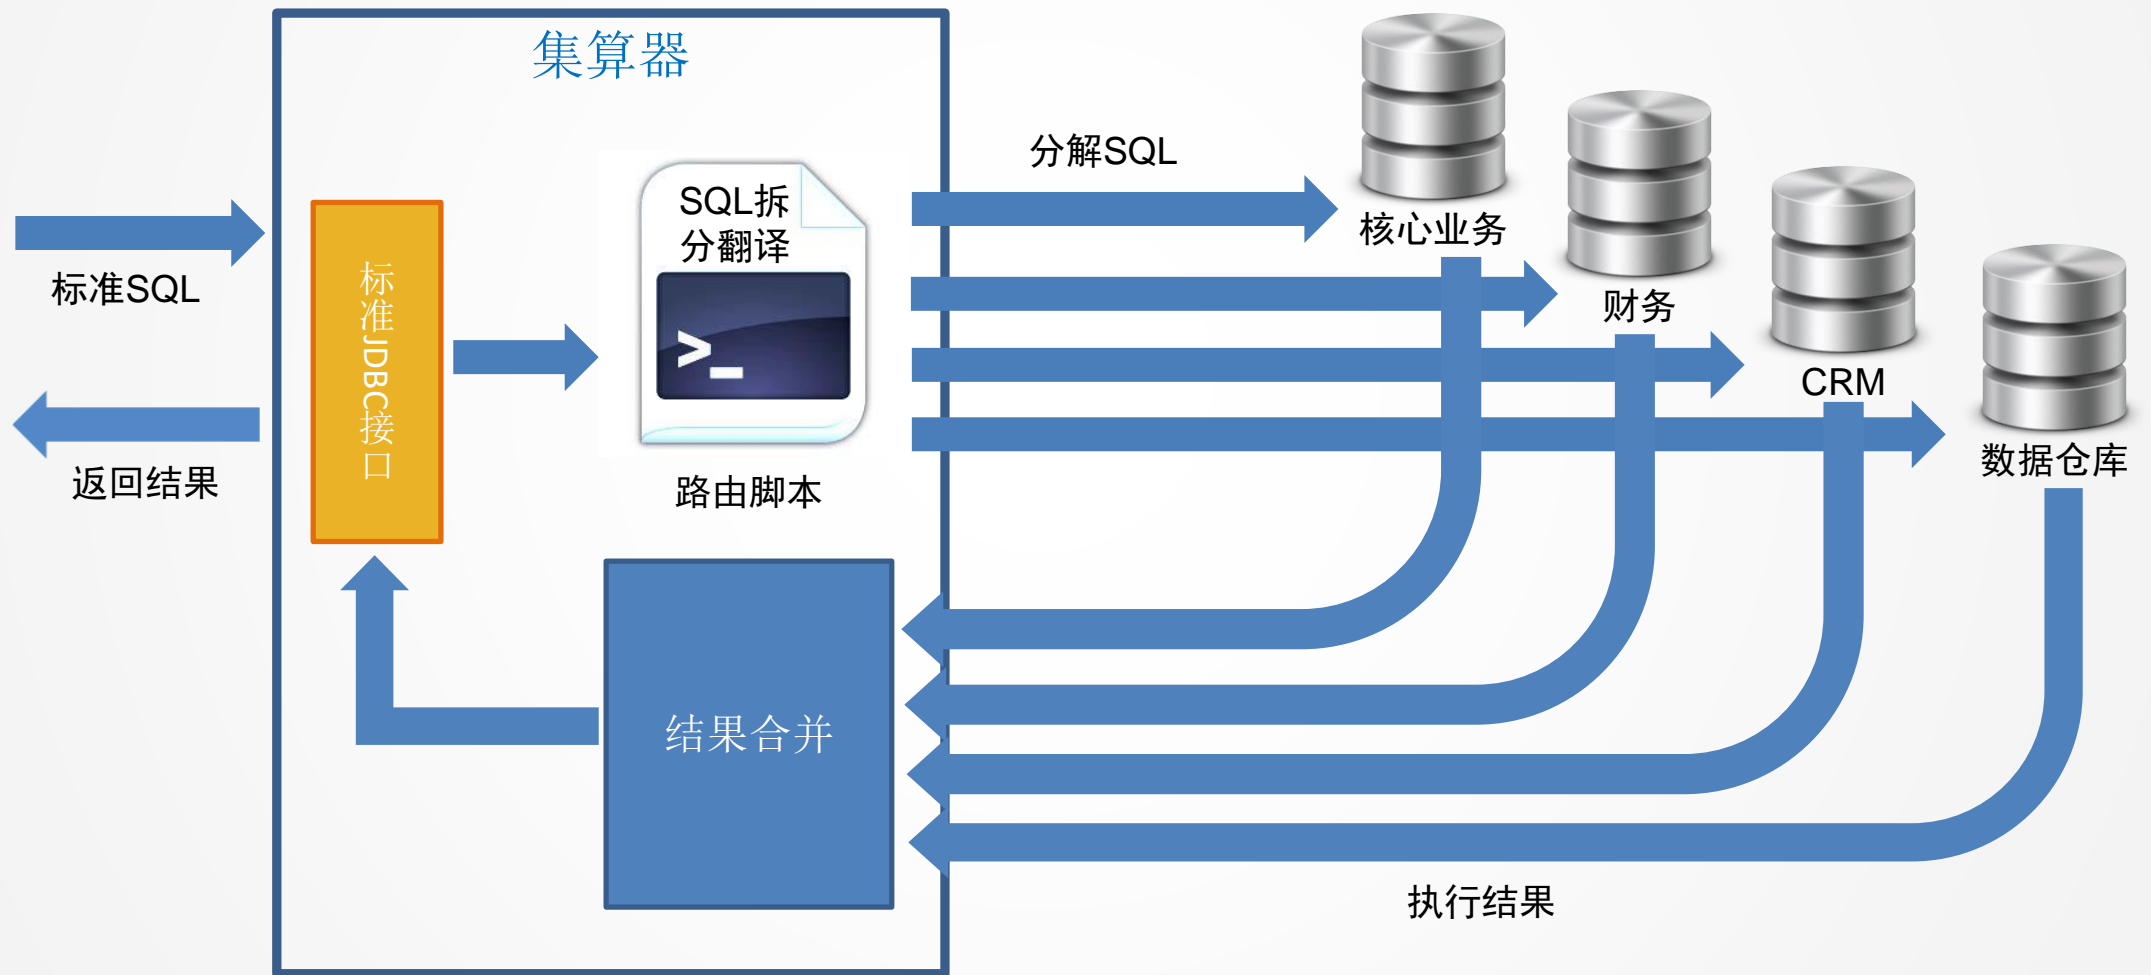 集算器
分解SQL
SQL拆
分翻译
核心业务
标准SQL
标准JDBC接口
财务
CRM
数据仓库
返回结果
>_
路由脚本
结果合并
执行结果